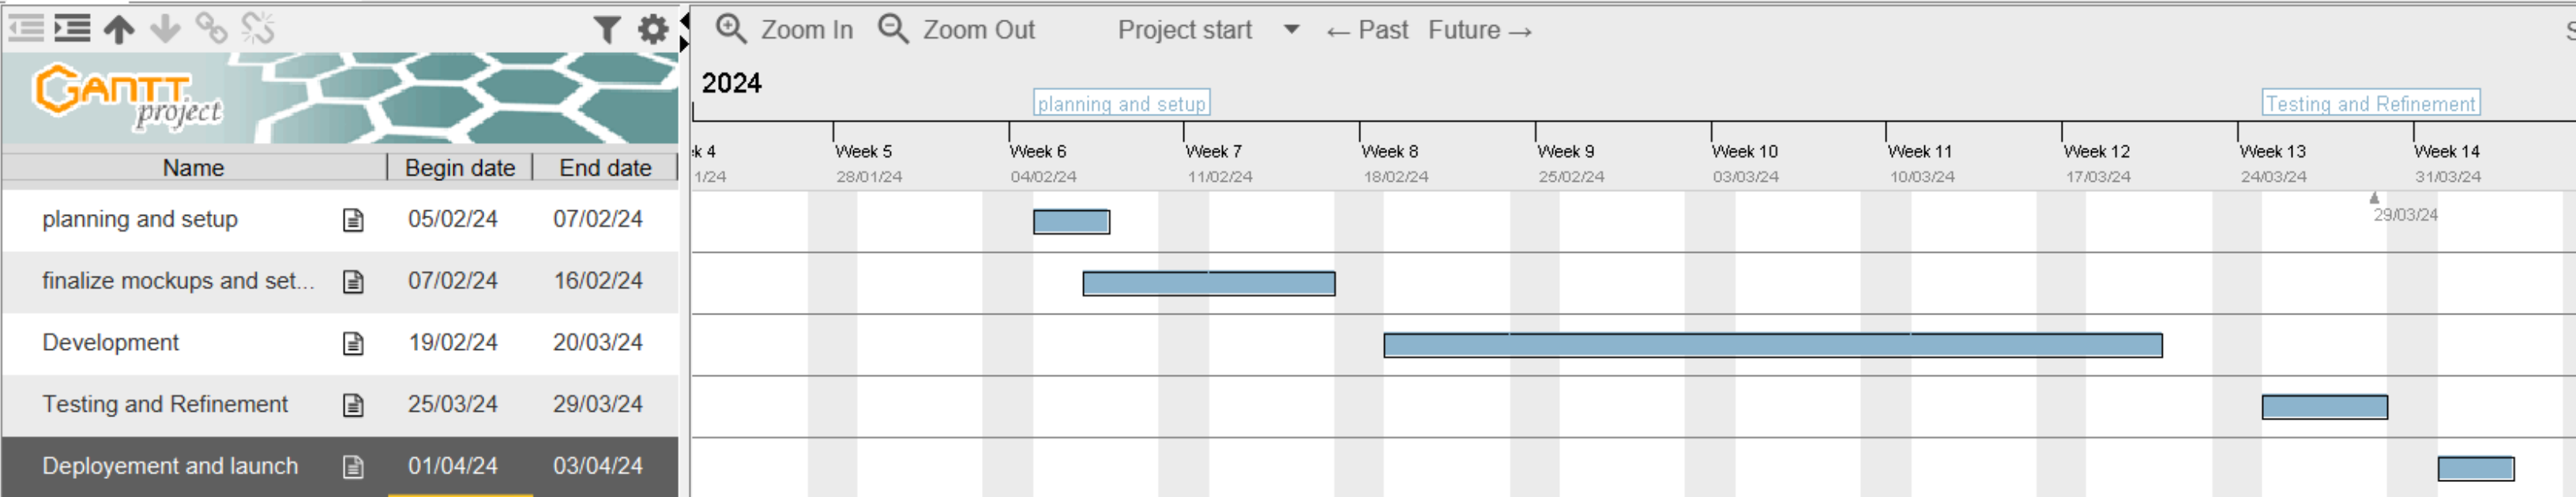 Zoom In Zoom Out Project start ← Past Future →
GANTT
project
2024
planning and setup Testing and Refinement
k 4 Week 5 Week 6 Week 7 Week 8 Week 9 Week 10 Week 11 Week 12 Week 13 Week 14
1/24 28/01/24 04/02/24 11/02/24 18/02/24 25/02/24 03/03/24 10/03/24 17/03/24 24/03/24 31/03/24
Name Begin date End date
planning and setup 05/02/24 07/02/24
29/03/24
finalize mockups and set... 07/02/24 16/02/24
Development 19/02/24 20/03/24
Testing and Refinement 25/03/24 29/03/24
Deployement and launch 01/04/24 03/04/24